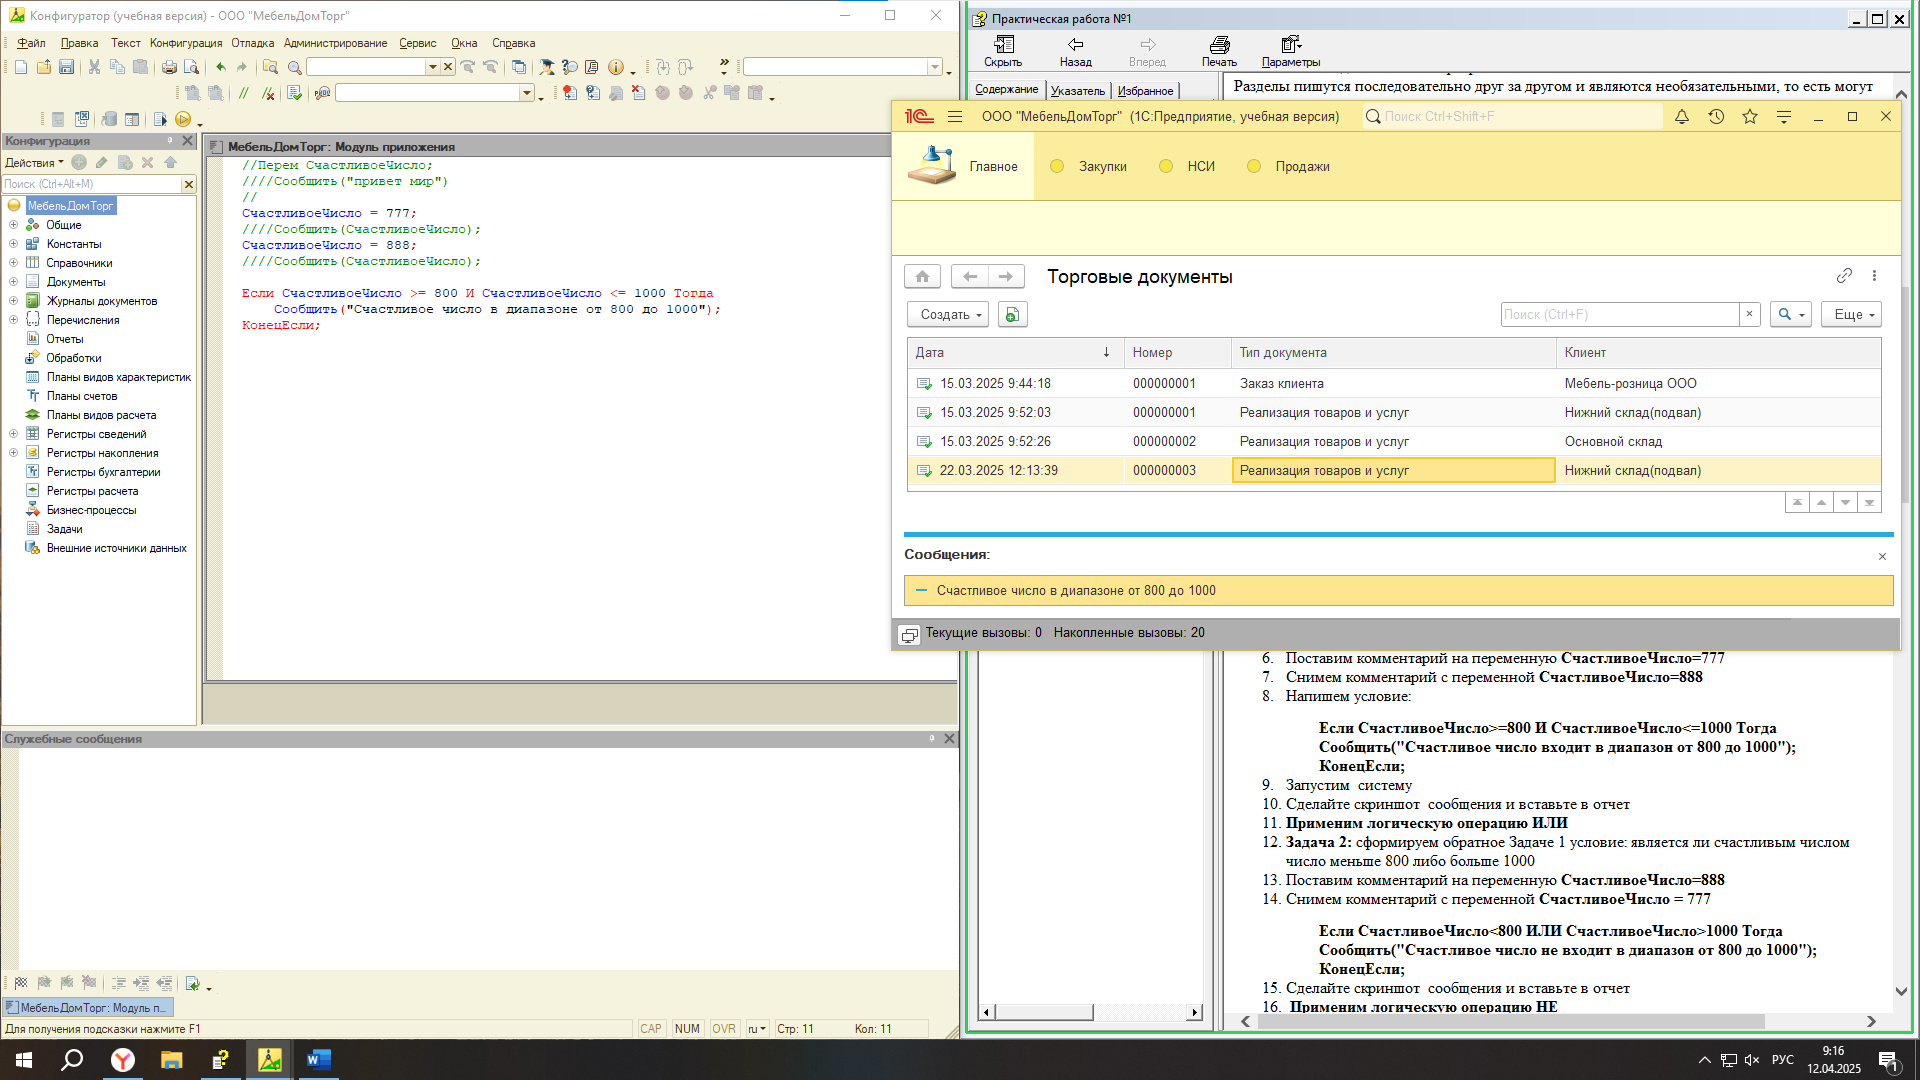 Конфигуратор (учебная версия) - ООО "МебельДомТорг"
Файл Правка Текст Конфигурация Отладка Администрирование Сервис Окна Справка
Конфигурация
Действия
Поиск (Ctrl+Alt+M)
МебельДомТорг
Общие
Константы
Справочники
Документы
Журналы документов
Перечисления
Отчеты
Обработки
Планы видов характеристик
Планы счетов
Планы видов расчета
Регистры сведений
Регистры накопления
Регистры бухгалтерии
Регистры расчета
Бизнес-процессы
Задачи
Внешние источники данных
МебельДомТорг: Модуль приложения
//Перем СчастливоеЧисло;
////Сообщить("привет мир")
//
СчастливоеЧисло = 777;
////Сообщить(СчастливоеЧисло);
СчастливоеЧисло = 888;
////Сообщить(СчастливоеЧисло);
Если СчастливоеЧисло >= 800 И СчастливоеЧисло <= 1000 Тогда
Сообщить("Счастливое число в диапазоне от 800 до 1000");
КонецЕсли;
Служебные сообщения
МебельДомТорг: Модуль п...
Для получения подсказки нажмите F1
CAP NUM OVR ru Стр: 11 Кол: 11
Практическая работа №1
Скрыть Назад Вперед Печать Параметры
Содержание Указатель Избранное
Разделы пишутся последовательно друг за другом и являются необязательными, то есть могут
1С ООО "МебельДомТорг" (1С:Предприятие, учебная версия)
Поиск Ctrl+Shift+F
Главное Закупки НСИ Продажи
Торговые документы
Создать Поиск (Ctrl+F) Еще
Дата Номер Тип документа Клиент
15.03.2025 9:44:18 000000001 Заказ клиента Мебель-розница ООО
15.03.2025 9:52:03 000000001 Реализация товаров и услуг Нижний склад(подвал)
15.03.2025 9:52:26 000000002 Реализация товаров и услуг Основной склад
22.03.2025 12:13:39 000000003 Реализация товаров и услуг Нижний склад(подвал)
Сообщения:
Счастливое число в диапазоне от 800 до 1000
Текущие вызовы: 0 Накопленные вызовы: 20
6. Поставим комментарий на переменную СчастливоеЧисло=777
7. Снимем комментарий с переменной СчастливоеЧисло=888
8. Напишем условие:
Если СчастливоеЧисло>=800 И СчастливоеЧисло<=1000 Тогда
Сообщить("Счастливое число входит в диапазон от 800 до 1000");
КонецЕсли;
9. Запустим систему
10. Сделайте скриншот сообщения и вставьте в отчет
11. Применим логическую операцию ИЛИ
12. Задача 2: сформируем обратное Задаче 1 условие: является ли счастливым числом
число меньше 800 либо больше 1000
13. Поставим комментарий на переменную СчастливоеЧисло=888
14. Снимем комментарий с переменной СчастливоеЧисло = 777
Если СчастливоеЧисло<800 ИЛИ СчастливоеЧисло>1000 Тогда
Сообщить("Счастливое число не входит в диапазон от 800 до 1000");
КонецЕсли;
15. Сделайте скриншот сообщения и вставьте в отчет
16. Применим логическую операцию НЕ
РУС
9:16
12.04.2025
1